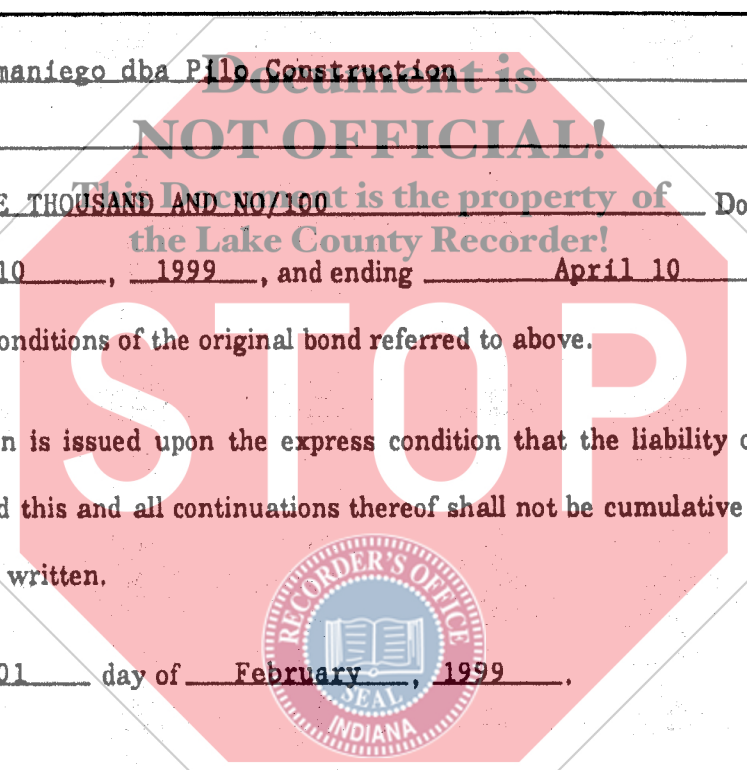 maniego dba Pilo Construction
Document is
NOT OFFICIAL!
E THOUSAND AND NO/100 Do
This Document is the property of
the Lake County Recorder!
10, 1999, and ending April 10
onditions of the original bond referred to above.
STOP
n is issued upon the express condition that the liability
d this and all continuations thereof shall not be cumulative
written.
RECORDER'S OFFICE
01 day of February, 1999.
SEAL
INDIANA